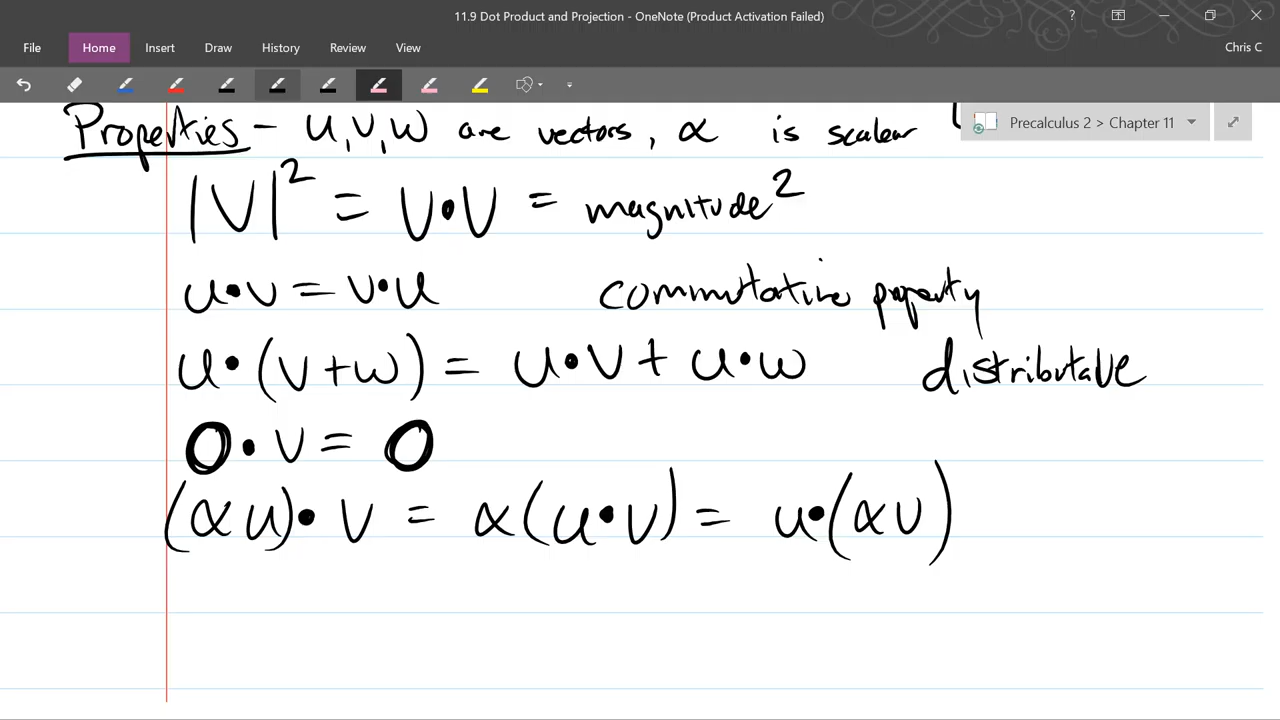 11.9 Dot Product and Projection - OneNote (Product Activation Failed)
?
File Home Insert Draw History Review View Chris C
Precalculus 2 > Chapter 11
Properties - u, v, w are vectors, α is scalar
|V|² = V•V = magnitude²
u•v = v•u commutative property
u•(v+w) = u•v + u•w distributave
0•v = 0
(αu)•v = α(u•v) = u•(αv)